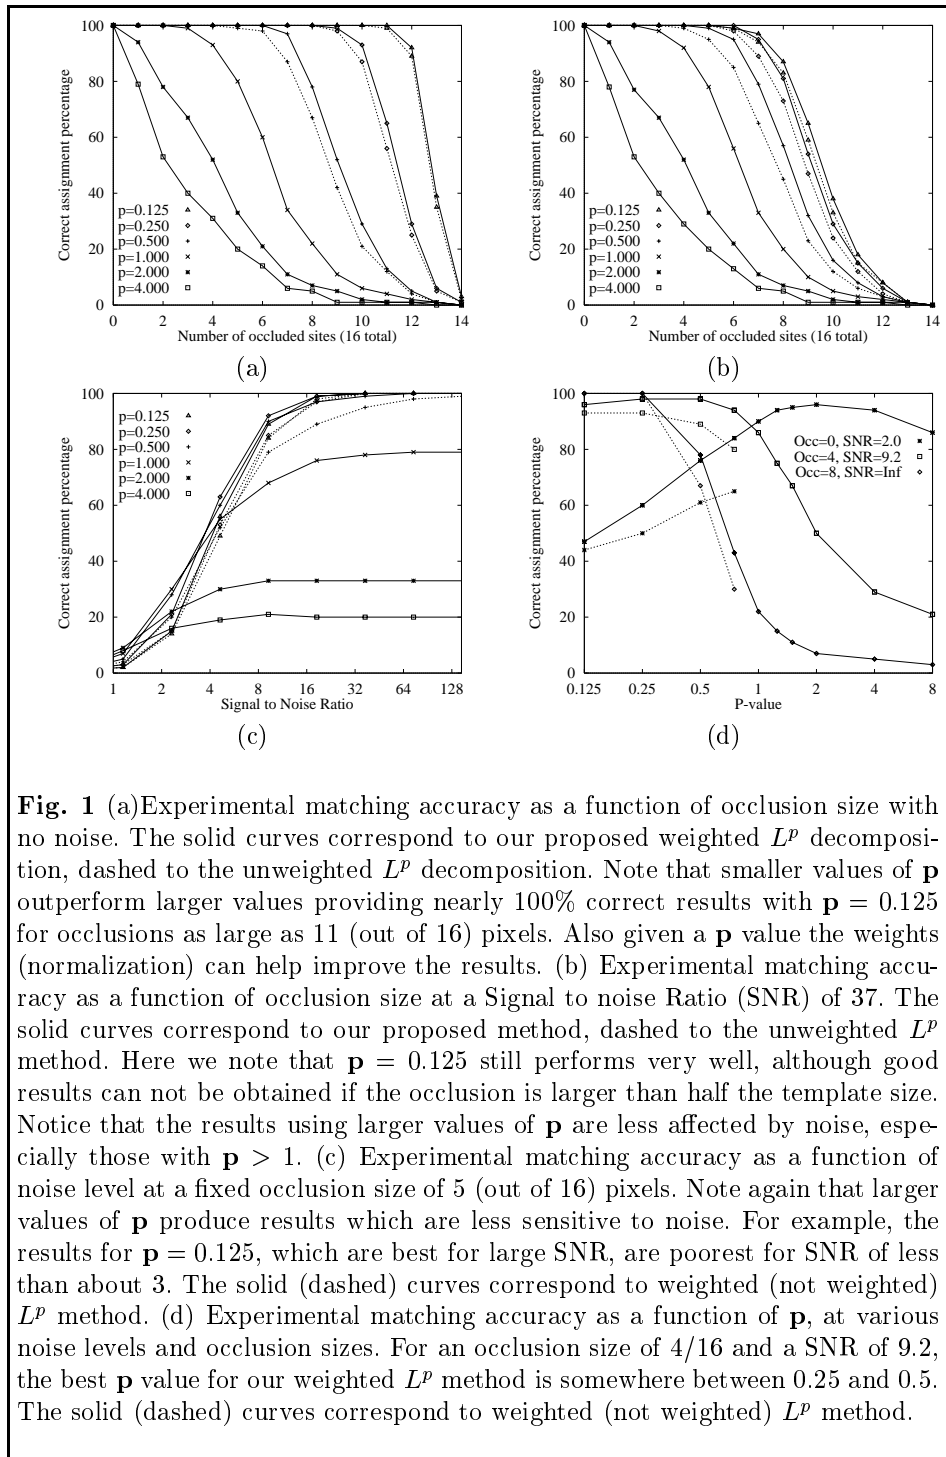 100
80
60
40
20
0
Correct assignment percentage
p=0.125
p=0.250
p=0.500
p=1.000
p=2.000
p=4.000
0 2 4 6 8 10 12 14
Number of occluded sites (16 total)
(a)
100
80
60
40
20
0
Correct assignment percentage
p=0.125
p=0.250
p=0.500
p=1.000
p=2.000
p=4.000
0 2 4 6 8 10 12 14
Number of occluded sites (16 total)
(b)
100
80
60
40
20
0
Correct assignment percentage
p=0.125
p=0.250
p=0.500
p=1.000
p=2.000
p=4.000
1 2 4 8 16 32 64 128
Signal to Noise Ratio
(c)
100
80
60
40
20
0
Correct assignment percentage
Occ=0, SNR=2.0
Occ=4, SNR=9.2
Occ=8, SNR=Inf
0.125 0.25 0.5 1 2 4 8
P-value
(d)
Fig. 1 (a)Experimental matching accuracy as a function of occlusion size with
no noise. The solid curves correspond to our proposed weighted L^p decomposi-
tion, dashed to the unweighted L^p decomposition. Note that smaller values of p
outperform larger values providing nearly 100% correct results with p = 0.125
for occlusions as large as 11 (out of 16) pixels. Also given a p value the weights
(normalization) can help improve the results. (b) Experimental matching accu-
racy as a function of occlusion size at a Signal to noise Ratio (SNR) of 37. The
solid curves correspond to our proposed method, dashed to the unweighted L^p
method. Here we note that p = 0.125 still performs very well, although good
results can not be obtained if the occlusion is larger than half the template size.
Notice that the results using larger values of p are less affected by noise, espe-
cially those with p > 1. (c) Experimental matching accuracy as a function of
noise level at a fixed occlusion size of 5 (out of 16) pixels. Note again that larger
values of p produce results which are less sensitive to noise. For example, the
results for p = 0.125, which are best for large SNR, are poorest for SNR of less
than about 3. The solid (dashed) curves correspond to weighted (not weighted)
L^p method. (d) Experimental matching accuracy as a function of p, at various
noise levels and occlusion sizes. For an occlusion size of 4/16 and a SNR of 9.2,
the best p value for our weighted L^p method is somewhere between 0.25 and 0.5.
The solid (dashed) curves correspond to weighted (not weighted) L^p method.